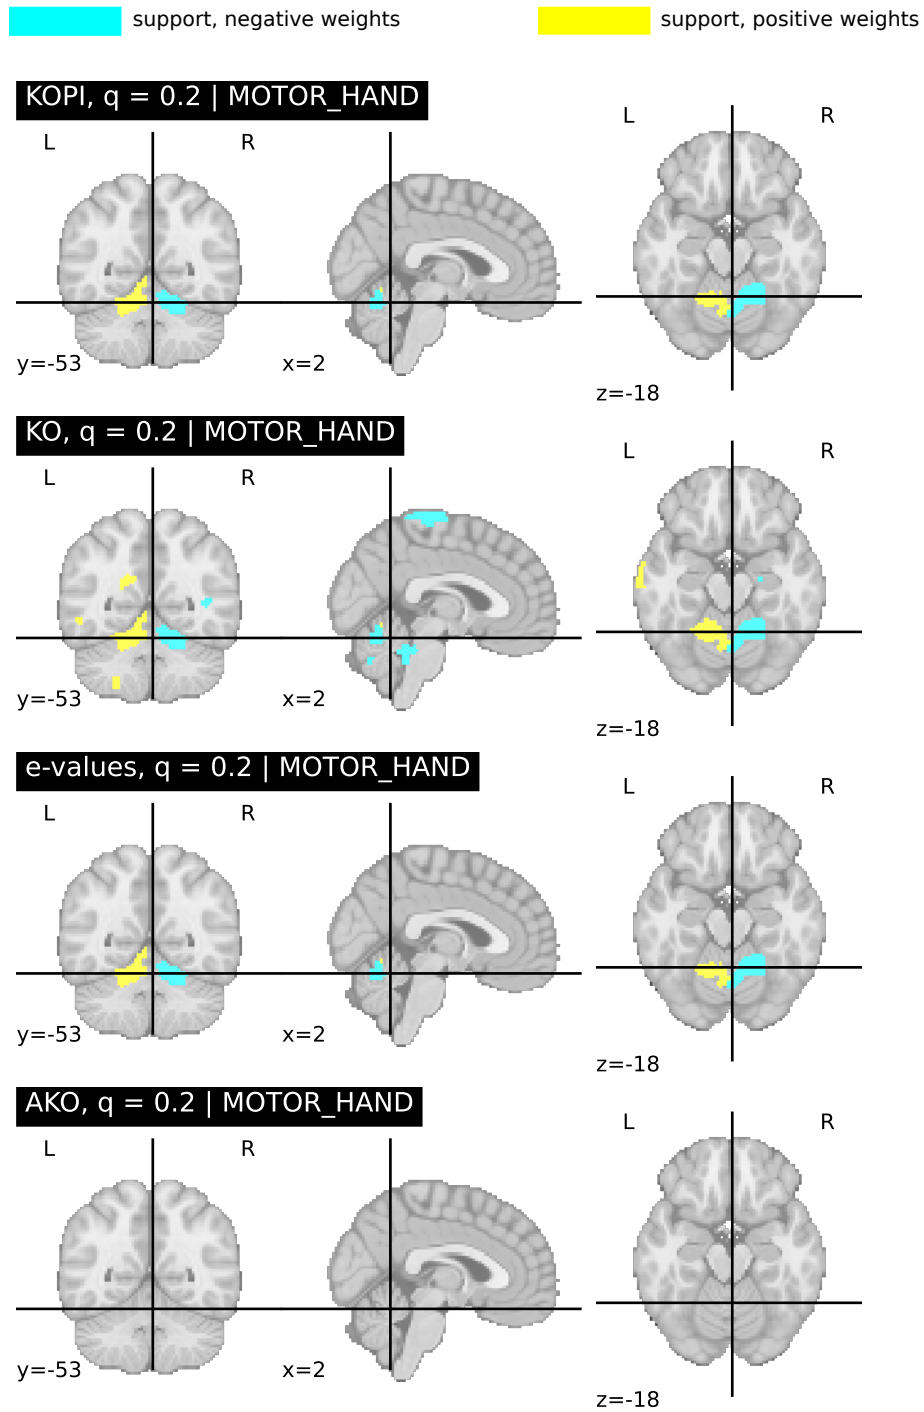 support, negative weights
support, positive weights
KOPI, q = 0.2 | MOTOR_HAND
L R L R
y=-53 x=2 z=-18
KO, q = 0.2 | MOTOR_HAND
L R L R
y=-53 x=2 z=-18
e-values, q = 0.2 | MOTOR_HAND
L R L R
y=-53 x=2 z=-18
AKO, q = 0.2 | MOTOR_HAND
L R L R
y=-53 x=2 z=-18